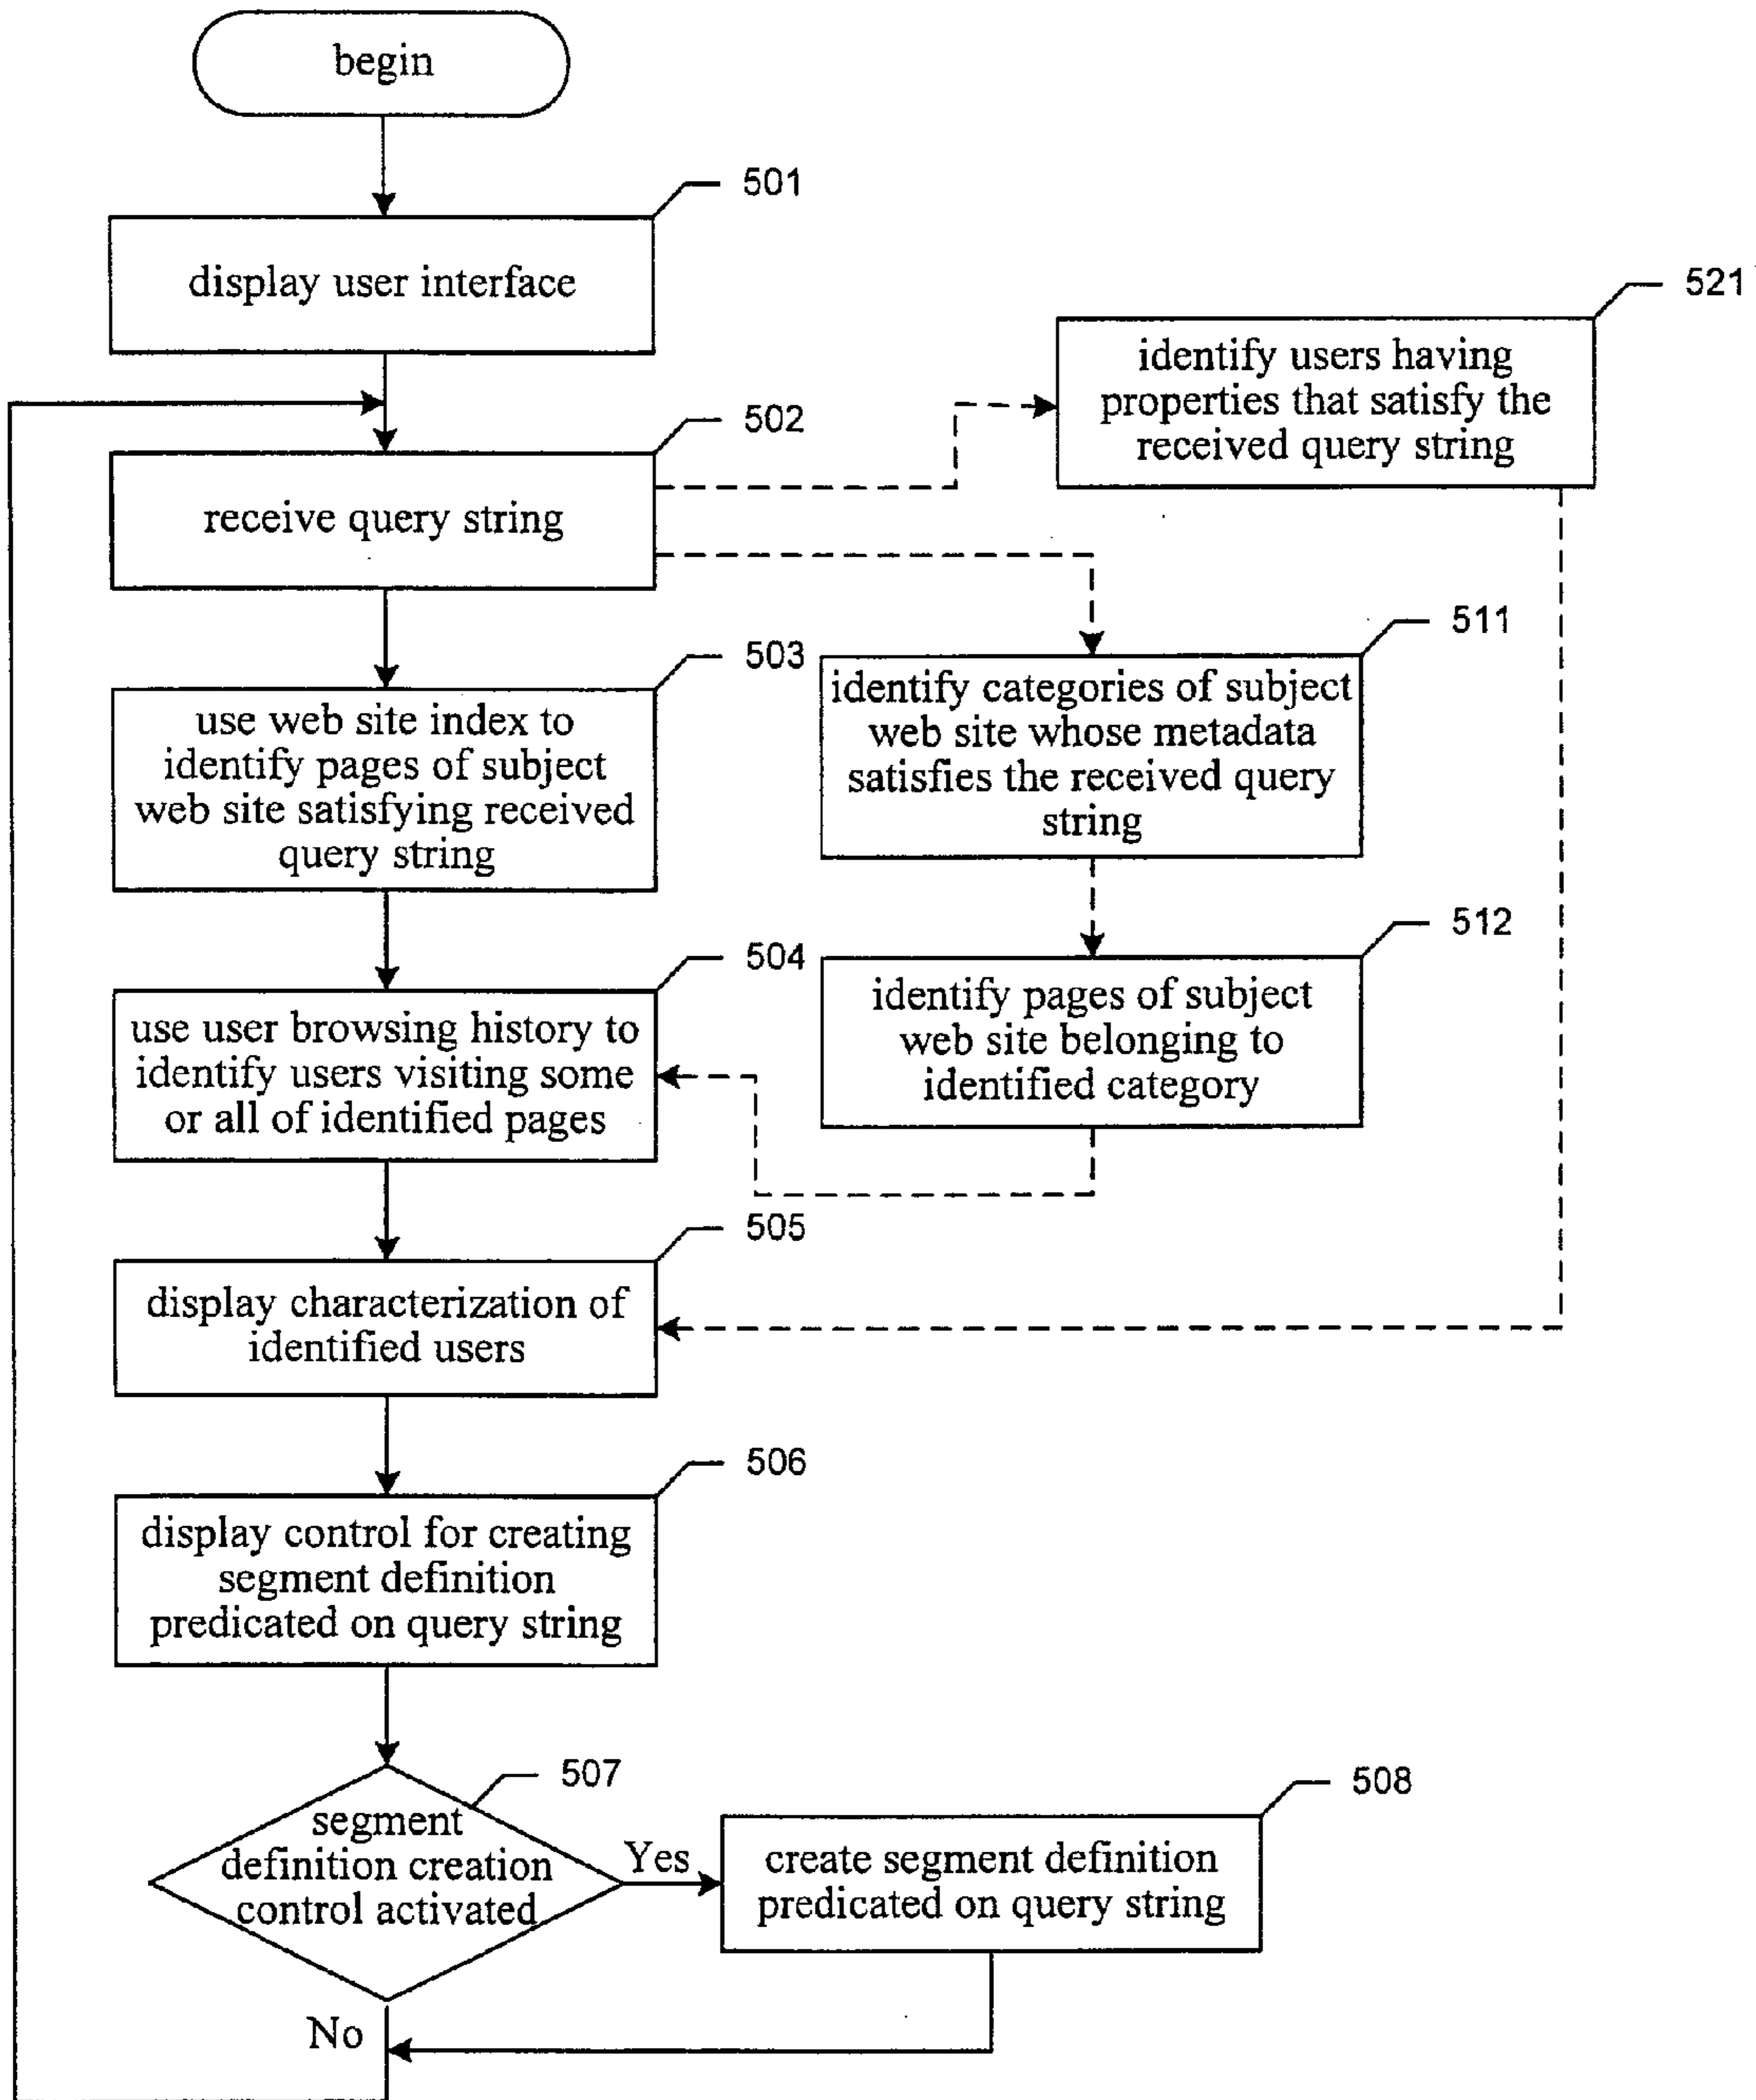 begin
501
display user interface
521
identify users having
properties that satisfy the
received query string
502
receive query string
511
identify categories of subject
web site whose metadata
satisfies the received query
string
503
use web site index to
identify pages of subject
web site satisfying received
query string
512
identify pages of subject
web site belonging to
identified category
504
use user browsing history to
identify users visiting some
or all of identified pages
505
display characterization of
identified users
506
display control for creating
segment definition
predicated on query string
507
segment
definition creation
control activated
Yes
508
create segment definition
predicated on query string
No